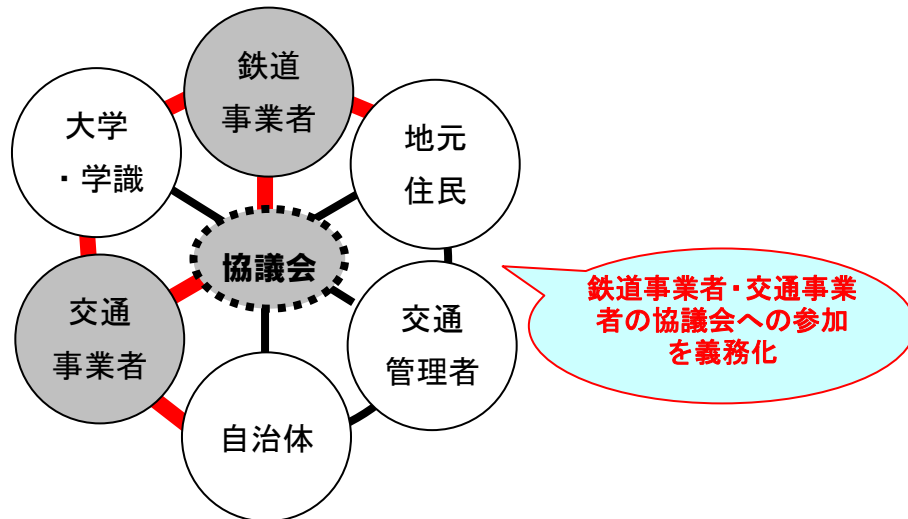 鉄道
事業者
大学
・学識
地元
住民
協議会
交通
事業者
交通
管理者
自治体
鉄道事業者・交通事業
者の協議会への参加
を義務化